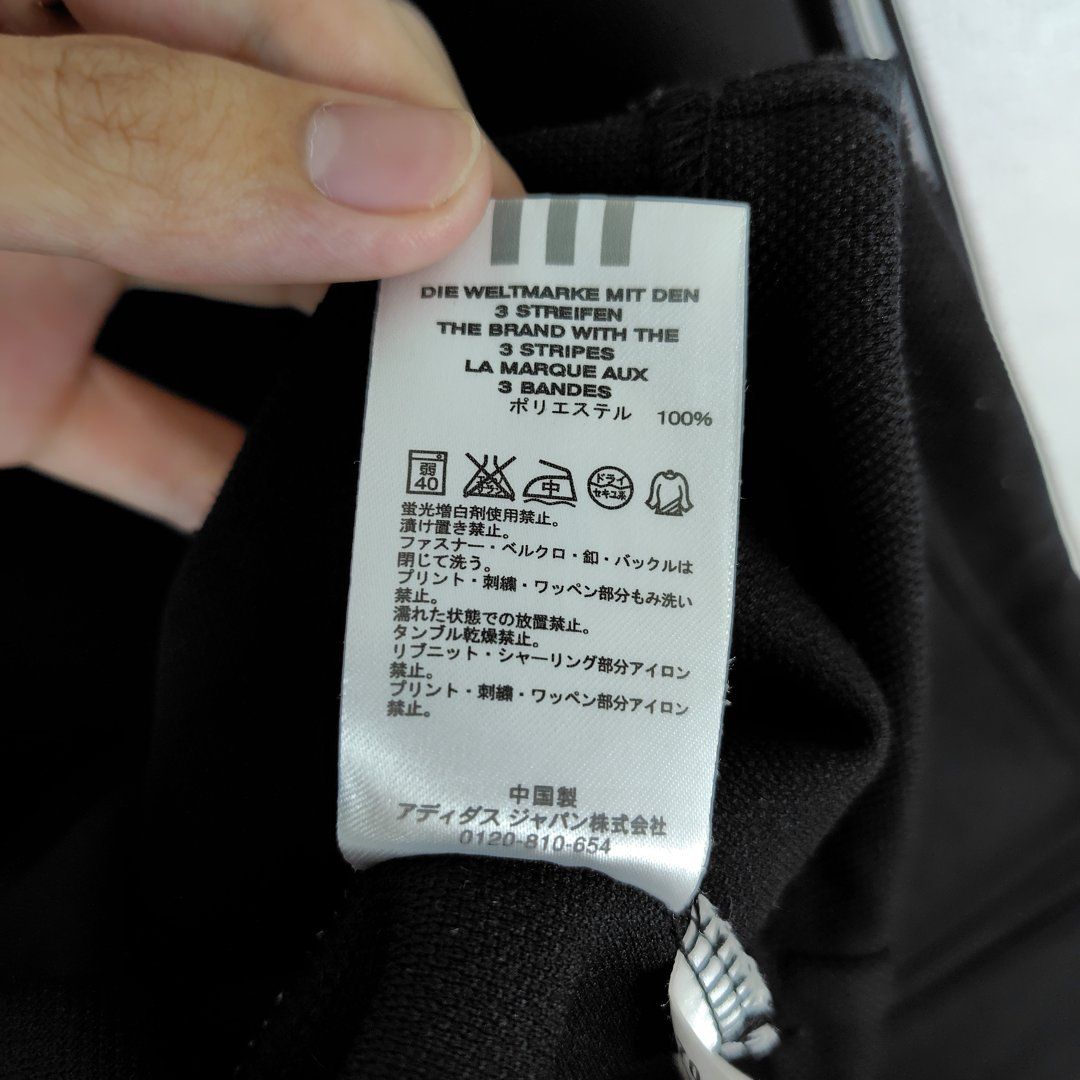 DIE WELTMARKE MIT DEN
3 STREIFEN
THE BRAND WITH THE
3 STRIPES
LA MARQUE AUX
3 BANDES
ポリエステル 100%
弱
40
中
ドライ
セキユ系
蛍光増白剤使用禁止。
漬け置き禁止。
ファスナー・ベルクロ・釦・バックルは
閉じて洗う。
プリント・刺繍・ワッペン部分もみ洗い
禁止。
濡れた状態での放置禁止。
タンブル乾燥禁止。
リブニット・シャーリング部分アイロン
禁止。
プリント・刺繍・ワッペン部分アイロン
禁止。
中国製
アディダス ジャパン株式会社
0120-810-654